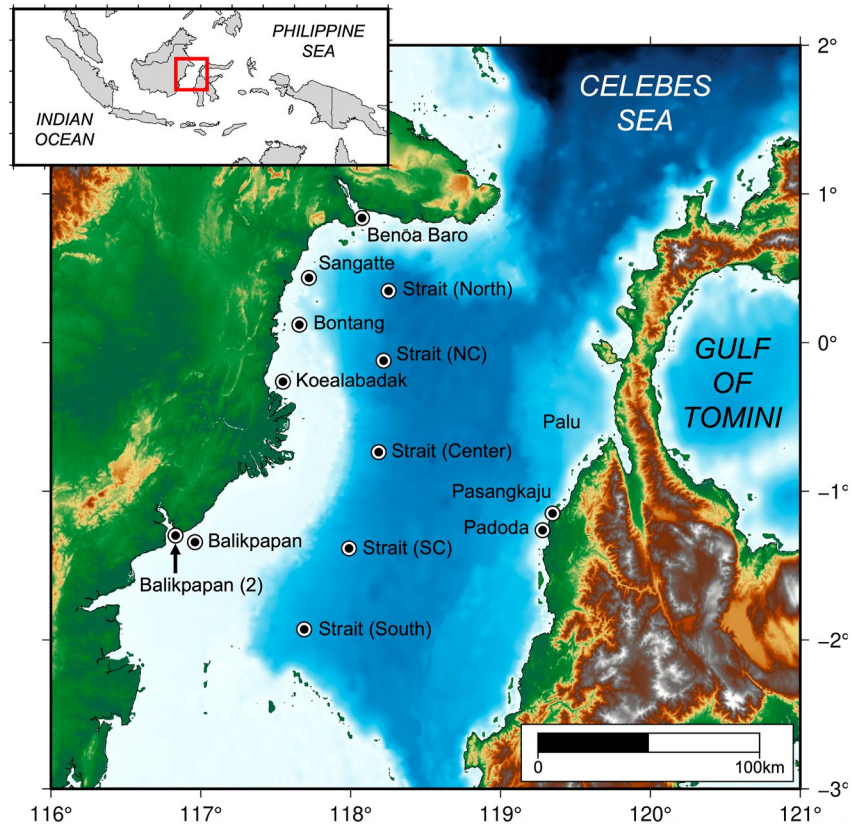 PHILIPPINE
SEA
INDIAN
OCEAN
CELEBES
SEA
Benoa Baro
Sangatte
Strait (North)
Bontang
Strait (NC)
Koealabadak
GULF
OF
TOMINI
Palu
Strait (Center)
Pasangkaju
Padoda
Balikpapan
Strait (SC)
Balikpapan (2)
Strait (South)
0
100km
2°
1°
0°
−1°
−2°
−3°
116°
117°
118°
119°
120°
121°